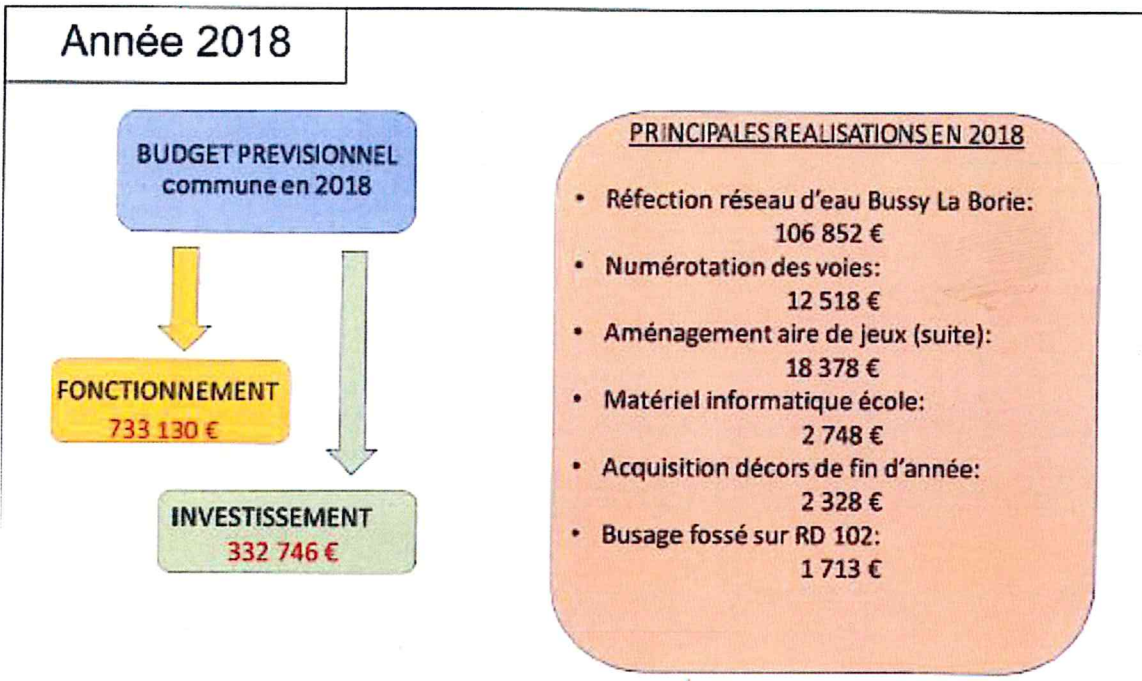 Année 2018
BUDGET PREVISIONNEL
commune en 2018
FONCTIONNEMENT
733 130 €
INVESTISSEMENT
332 746 €
PRINCIPALES REALISATIONS EN 2018
• Réfection réseau d'eau Bussy La Borie:
106 852 €
• Numérotation des voies:
12 518 €
• Aménagement aire de jeux (suite):
18 378 €
• Matériel informatique école:
2 748 €
• Acquisition décors de fin d'année:
2 328 €
• Busage fossé sur RD 102:
1 713 €